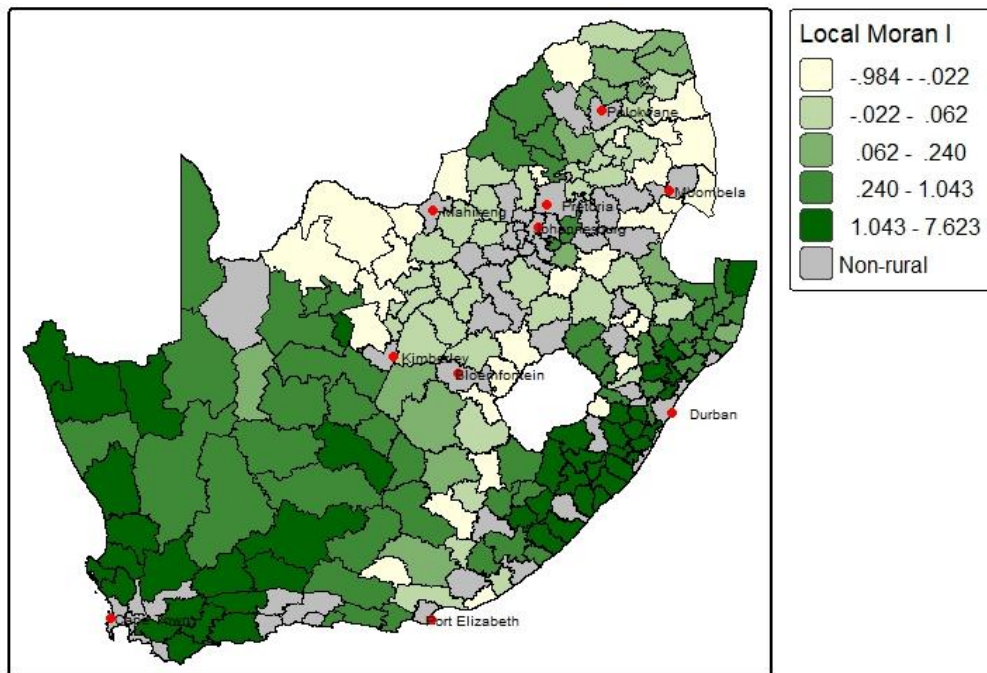 Local Moran I
-.984 - -.022
-.022 - .062
.062 - .240
.240 - 1.043
1.043 - 7.623
Non-rural
Polokwane
Mbombela
Mahikeng
Pretoria
Johannesburg
Kimberley
Bloemfontein
Durban
Cape Town
Port Elizabeth